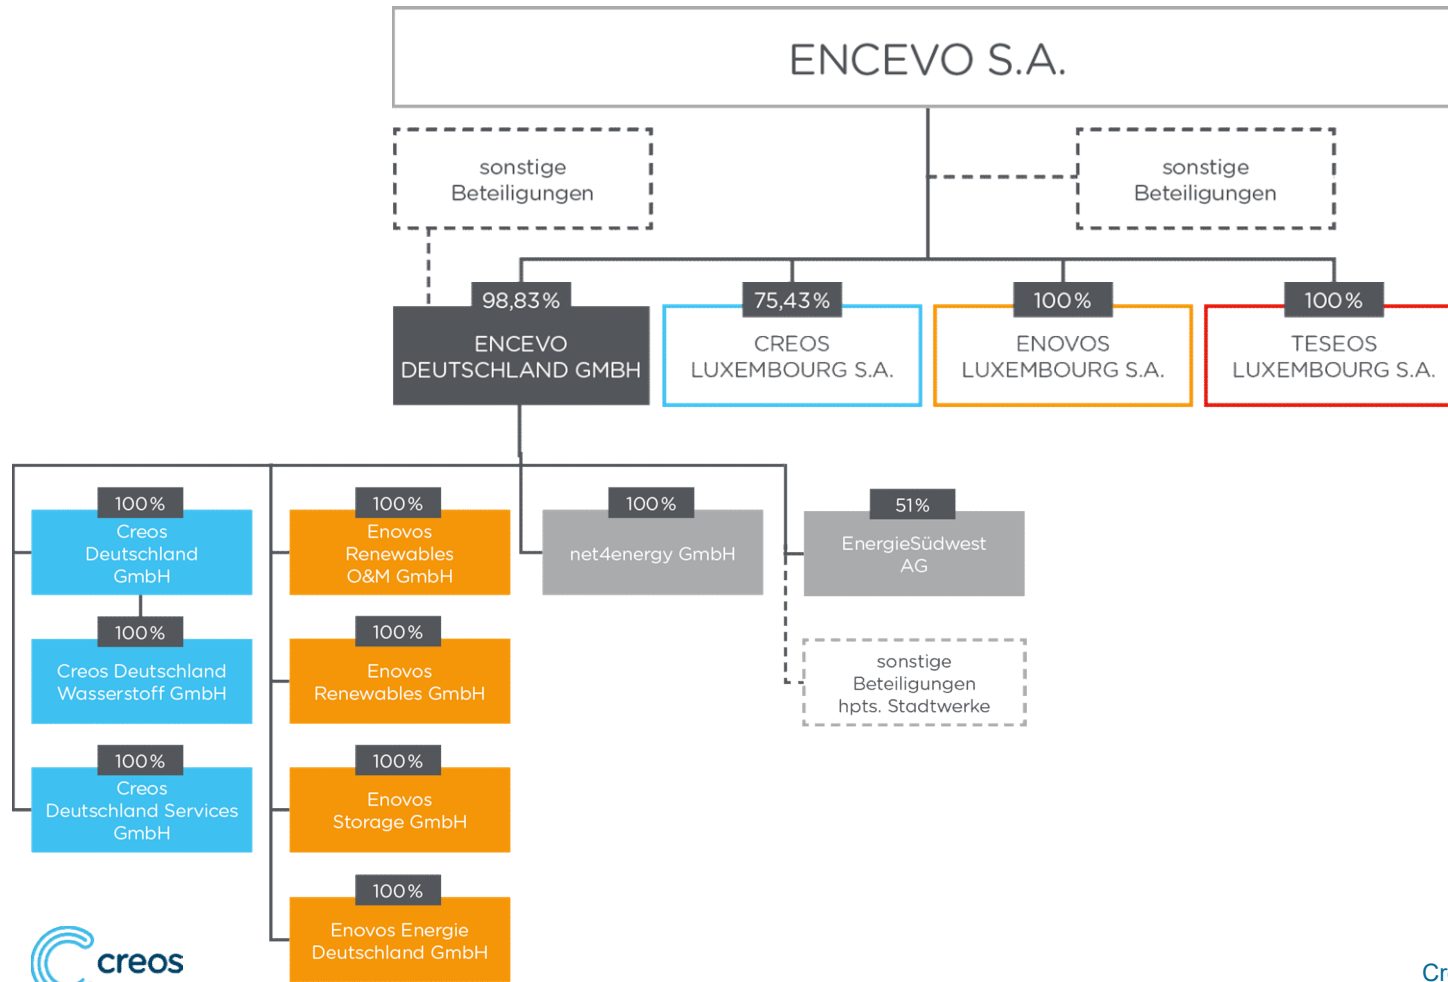 ENCEVO S.A.
sonstige
Beteiligungen
sonstige
Beteiligungen
98,83%
ENCEVO
DEUTSCHLAND GMBH
75,43%
CREOS
LUXEMBOURG S.A.
100%
ENOVOS
LUXEMBOURG S.A.
100%
TESEOS
LUXEMBOURG S.A.
100%
Creos
Deutschland
GmbH
100%
Creos Deutschland
Wasserstoff GmbH
100%
Creos
Deutschland Services
GmbH
100%
Enovos
Renewables
O&M GmbH
100%
Enovos
Renewables GmbH
100%
Enovos
Storage GmbH
100%
Enovos Energie
Deutschland GmbH
100%
net4energy GmbH
51%
EnergieSüdwest
AG
sonstige
Beteiligungen
hpts. Stadtwerke
creos